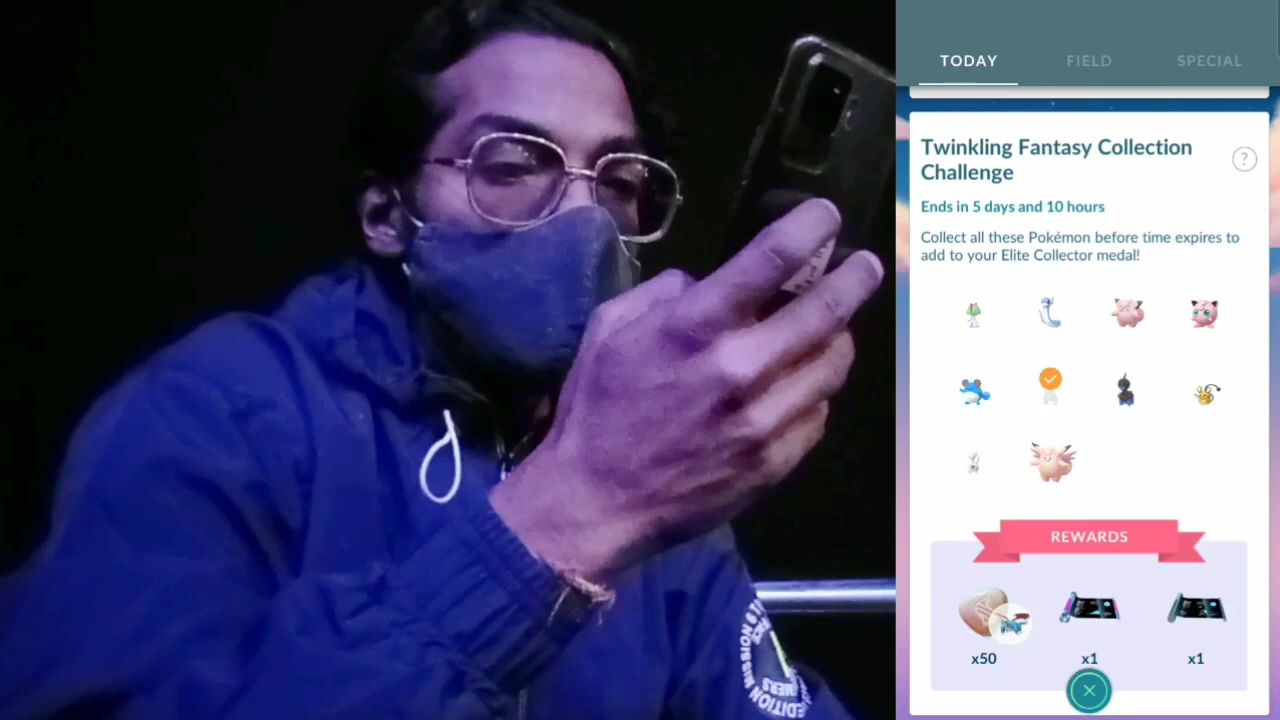 TODAY
FIELD
SPECIAL
Twinkling Fantasy Collection
Challenge
?
Ends in 5 days and 10 hours
Collect all these Pokémon before time expires to
add to your Elite Collector medal!
REWARDS
x50
x1
x1